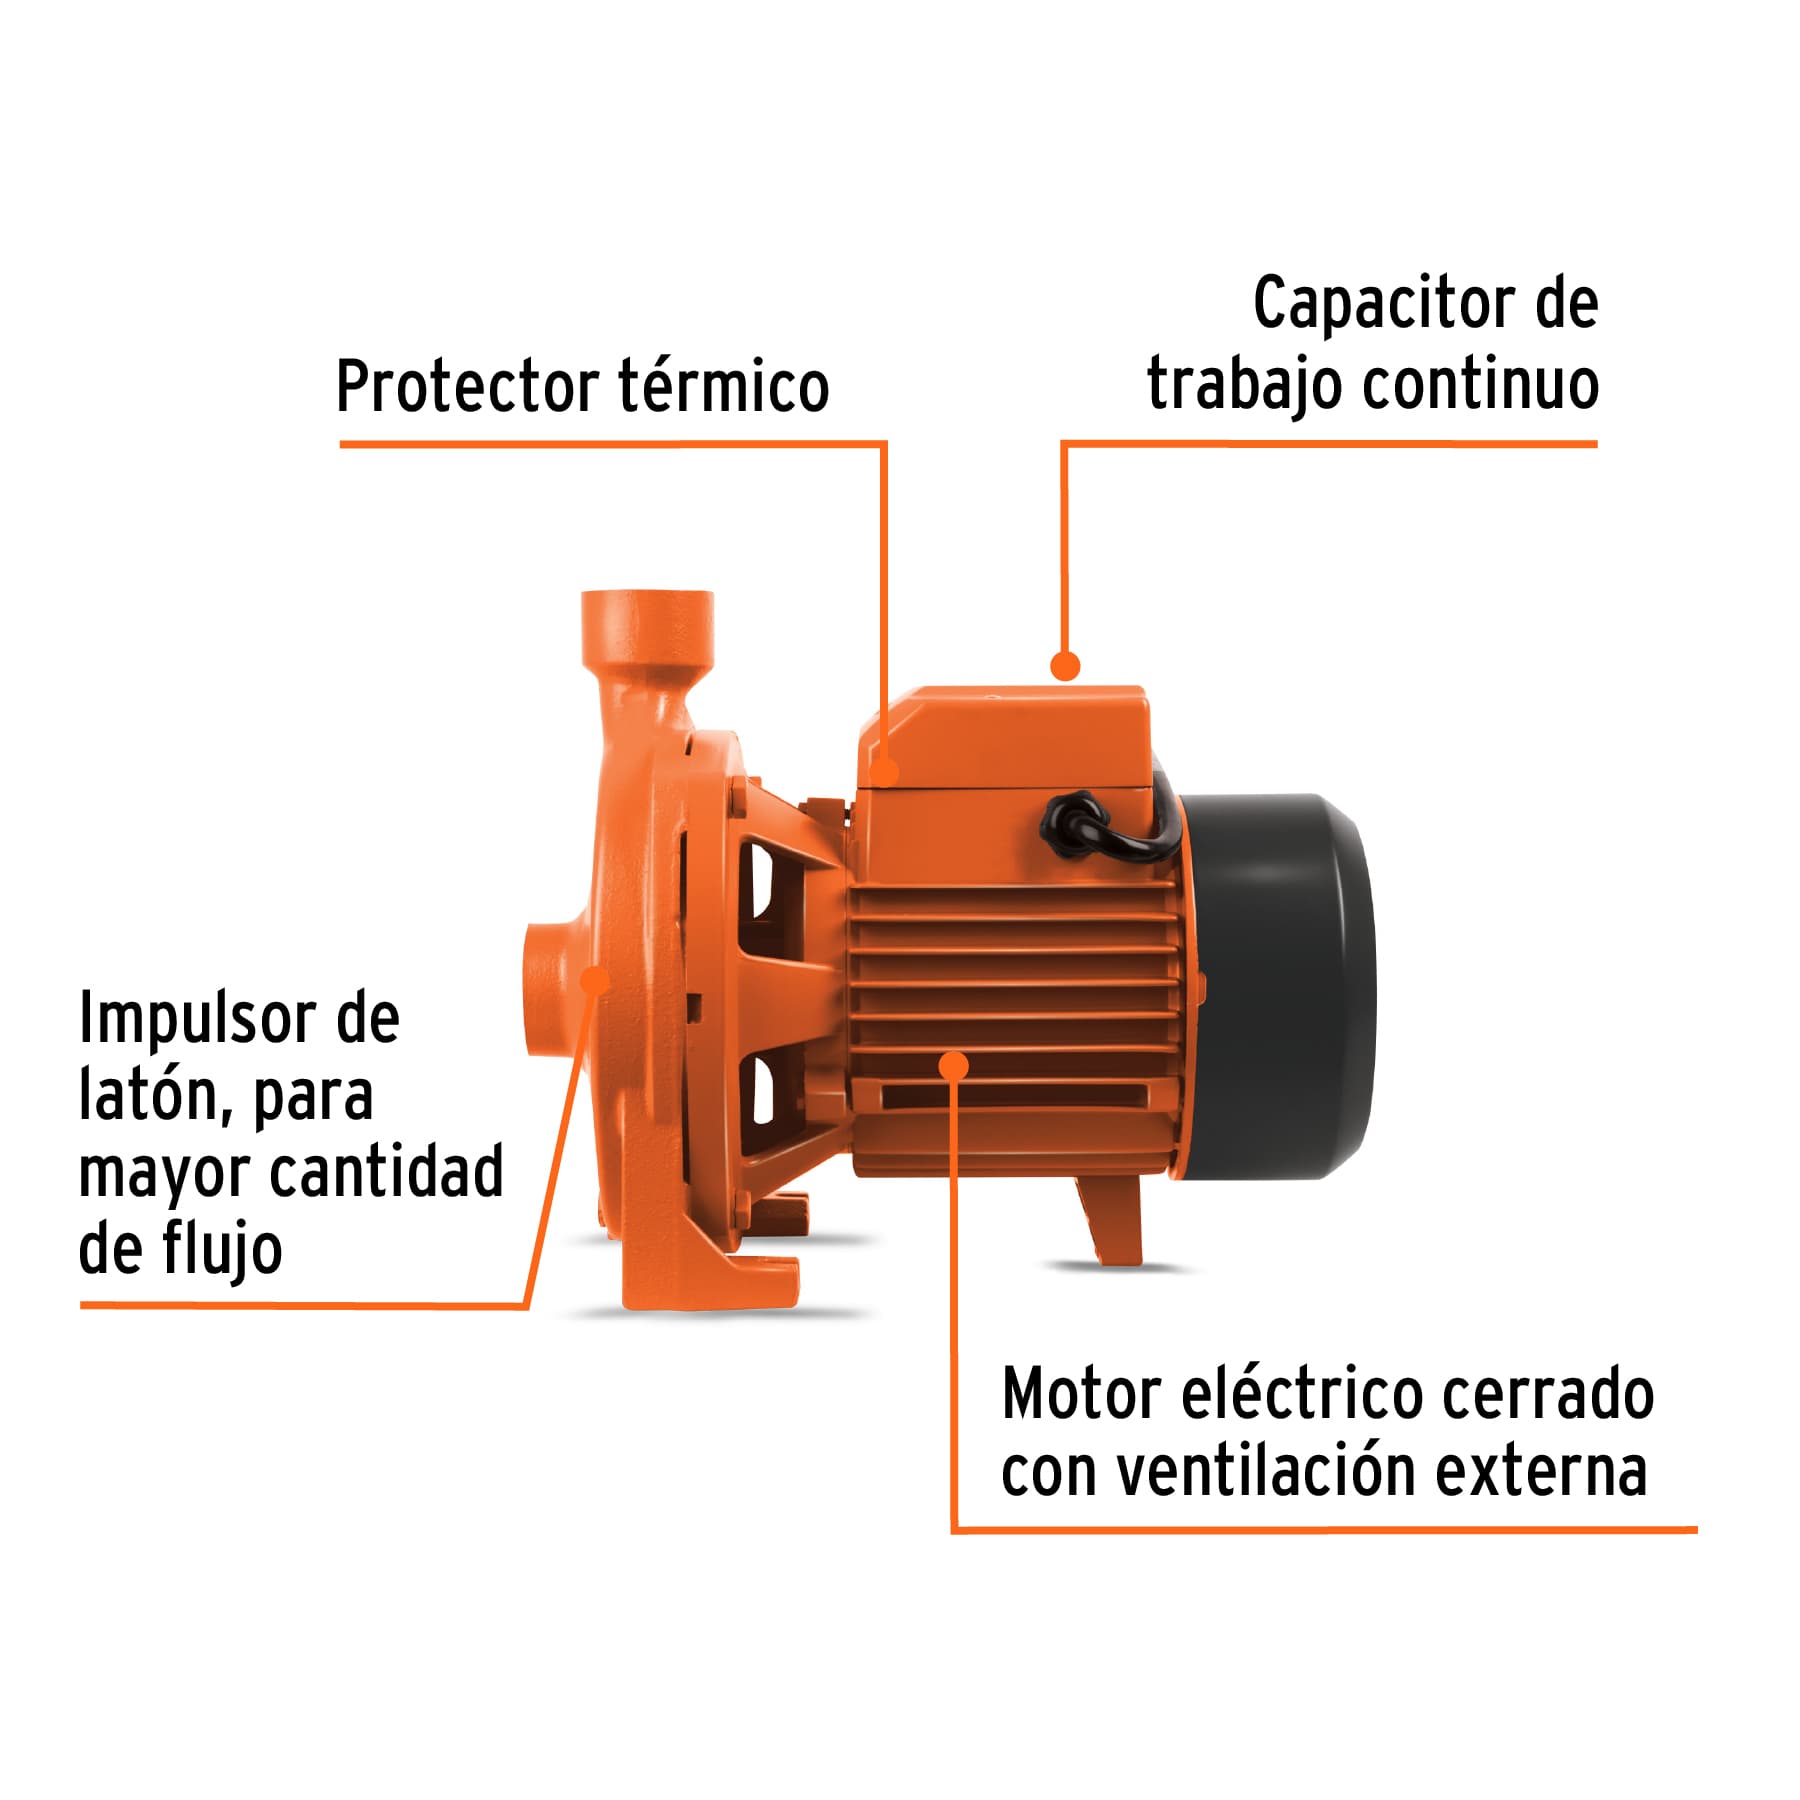 Capacitor de
trabajo continuo
Protector térmico
Impulsor de
latón, para
mayor cantidad
de flujo
Motor eléctrico cerrado
con ventilación externa